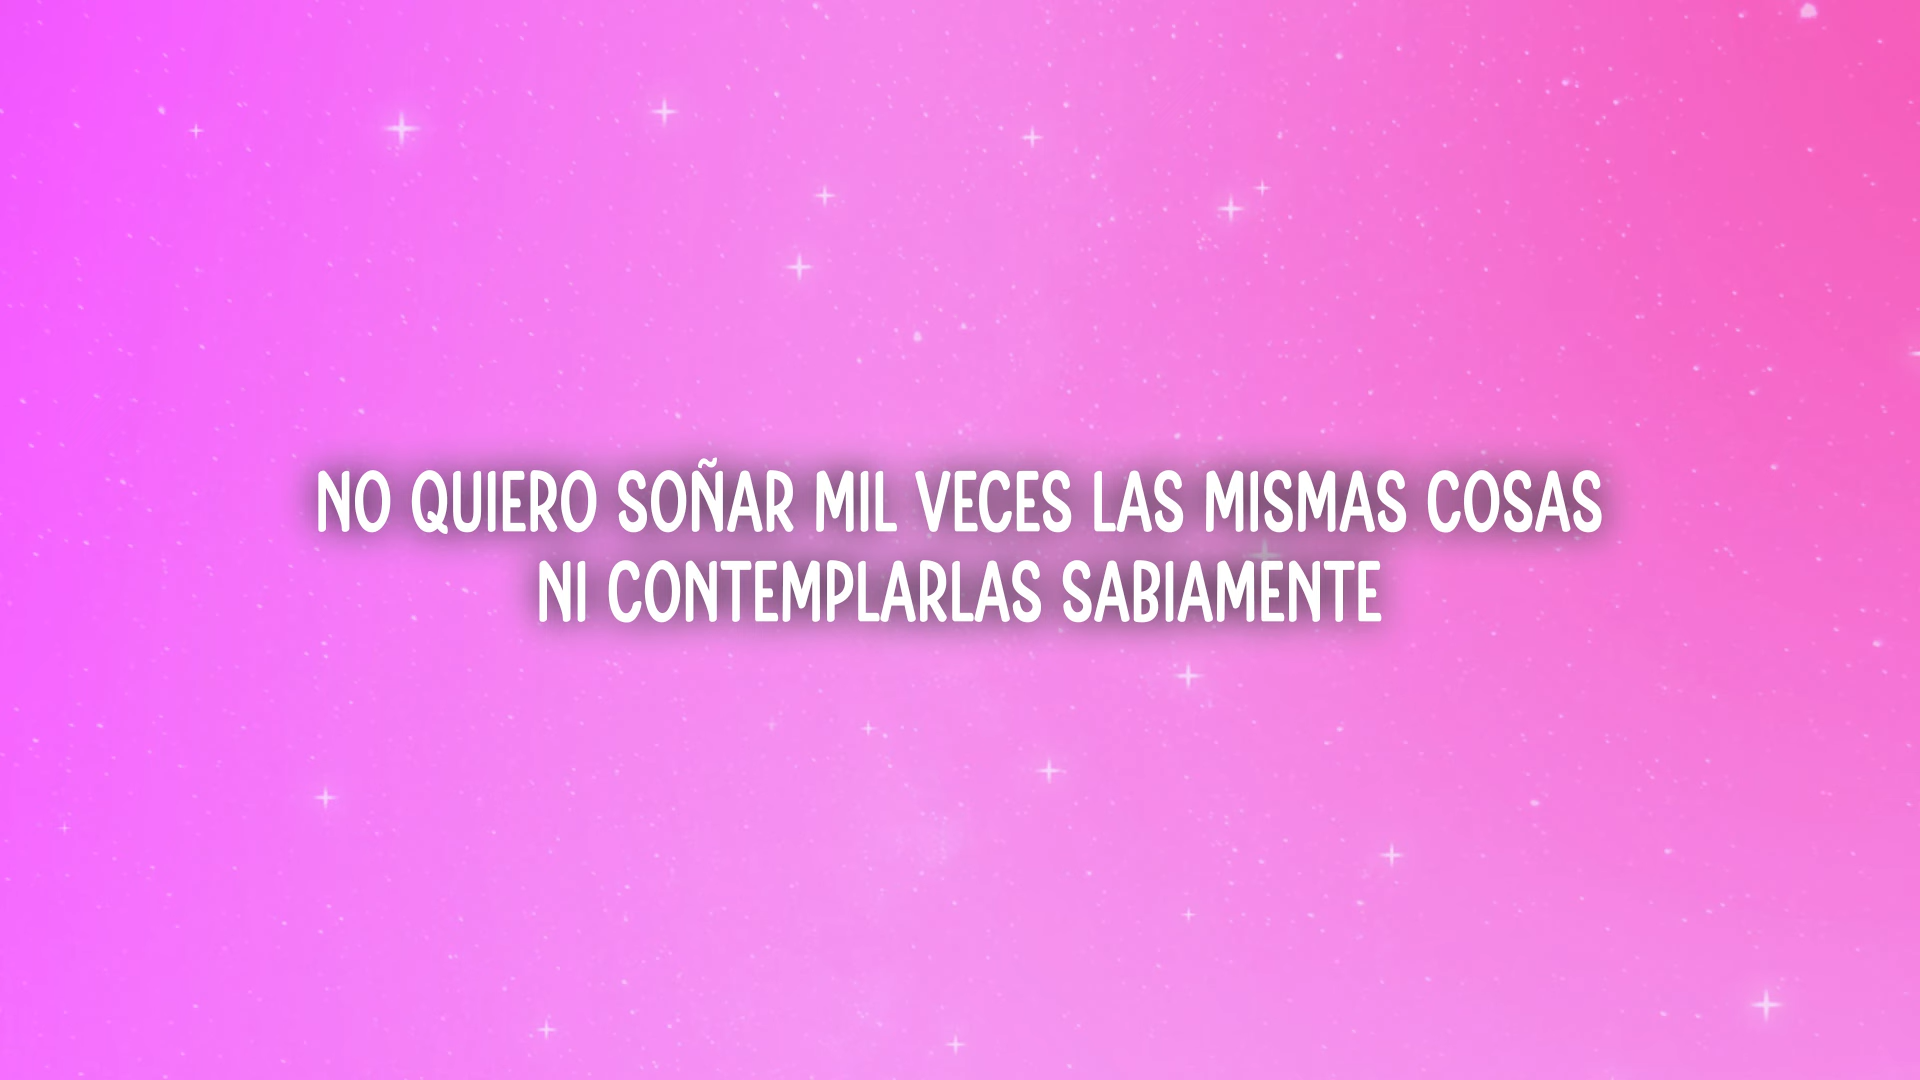 NO QUIERO SOÑAR MIL VECES LAS MISMAS COSAS
NI CONTEMPLARLAS SABIAMENTE